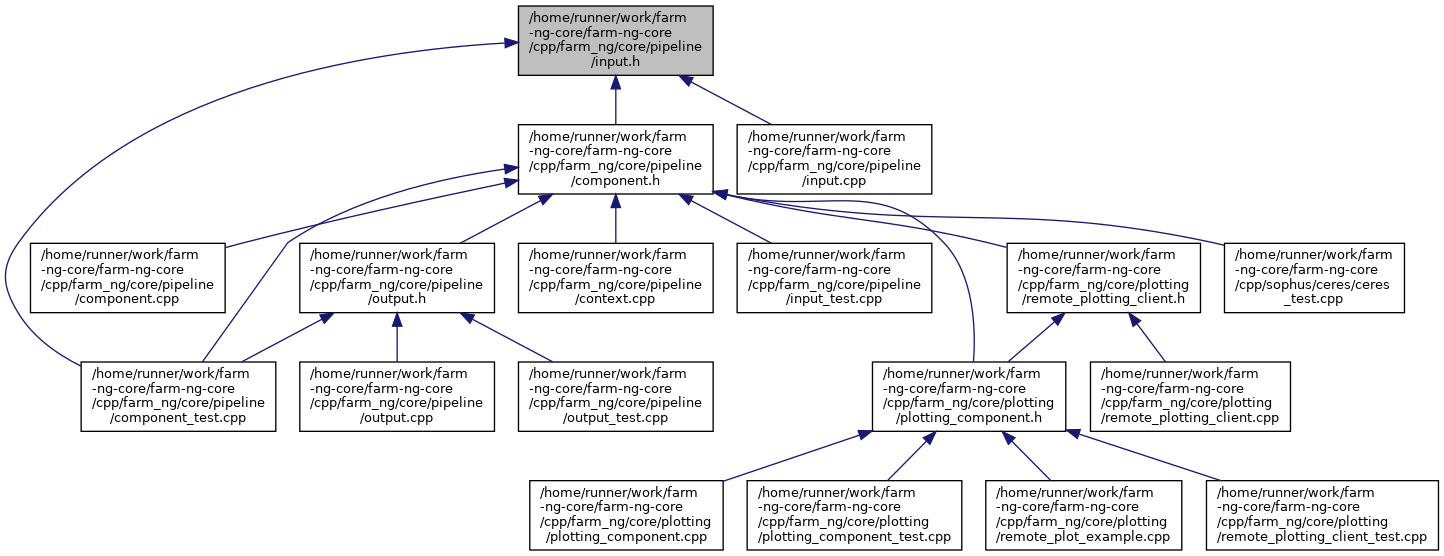 /home/runner/work/farm
-ng-core/farm-ng-core
/cpp/farm_ng/core/pipeline
/input.h
/home/runner/work/farm
-ng-core/farm-ng-core
/cpp/farm_ng/core/pipeline
/component.h
/home/runner/work/farm
-ng-core/farm-ng-core
/cpp/farm_ng/core/pipeline
/input.cpp
/home/runner/work/farm
-ng-core/farm-ng-core
/cpp/farm_ng/core/pipeline
/component.cpp
/home/runner/work/farm
-ng-core/farm-ng-core
/cpp/farm_ng/core/pipeline
/output.h
/home/runner/work/farm
-ng-core/farm-ng-core
/cpp/farm_ng/core/pipeline
/context.cpp
/home/runner/work/farm
-ng-core/farm-ng-core
/cpp/farm_ng/core/pipeline
/input_test.cpp
/home/runner/work/farm
-ng-core/farm-ng-core
/cpp/farm_ng/core/plotting
/remote_plotting_client.h
/home/runner/work/farm
-ng-core/farm-ng-core
/cpp/sophus/ceres/ceres
_test.cpp
/home/runner/work/farm
-ng-core/farm-ng-core
/cpp/farm_ng/core/pipeline
/component_test.cpp
/home/runner/work/farm
-ng-core/farm-ng-core
/cpp/farm_ng/core/pipeline
/output.cpp
/home/runner/work/farm
-ng-core/farm-ng-core
/cpp/farm_ng/core/pipeline
/output_test.cpp
/home/runner/work/farm
-ng-core/farm-ng-core
/cpp/farm_ng/core/plotting
/plotting_component.h
/home/runner/work/farm
-ng-core/farm-ng-core
/cpp/farm_ng/core/plotting
/remote_plotting_client.cpp
/home/runner/work/farm
-ng-core/farm-ng-core
/cpp/farm_ng/core/plotting
/plotting_component.cpp
/home/runner/work/farm
-ng-core/farm-ng-core
/cpp/farm_ng/core/plotting
/plotting_component_test.cpp
/home/runner/work/farm
-ng-core/farm-ng-core
/cpp/farm_ng/core/plotting
/remote_plot_example.cpp
/home/runner/work/farm
-ng-core/farm-ng-core
/cpp/farm_ng/core/plotting
/remote_plotting_client_test.cpp